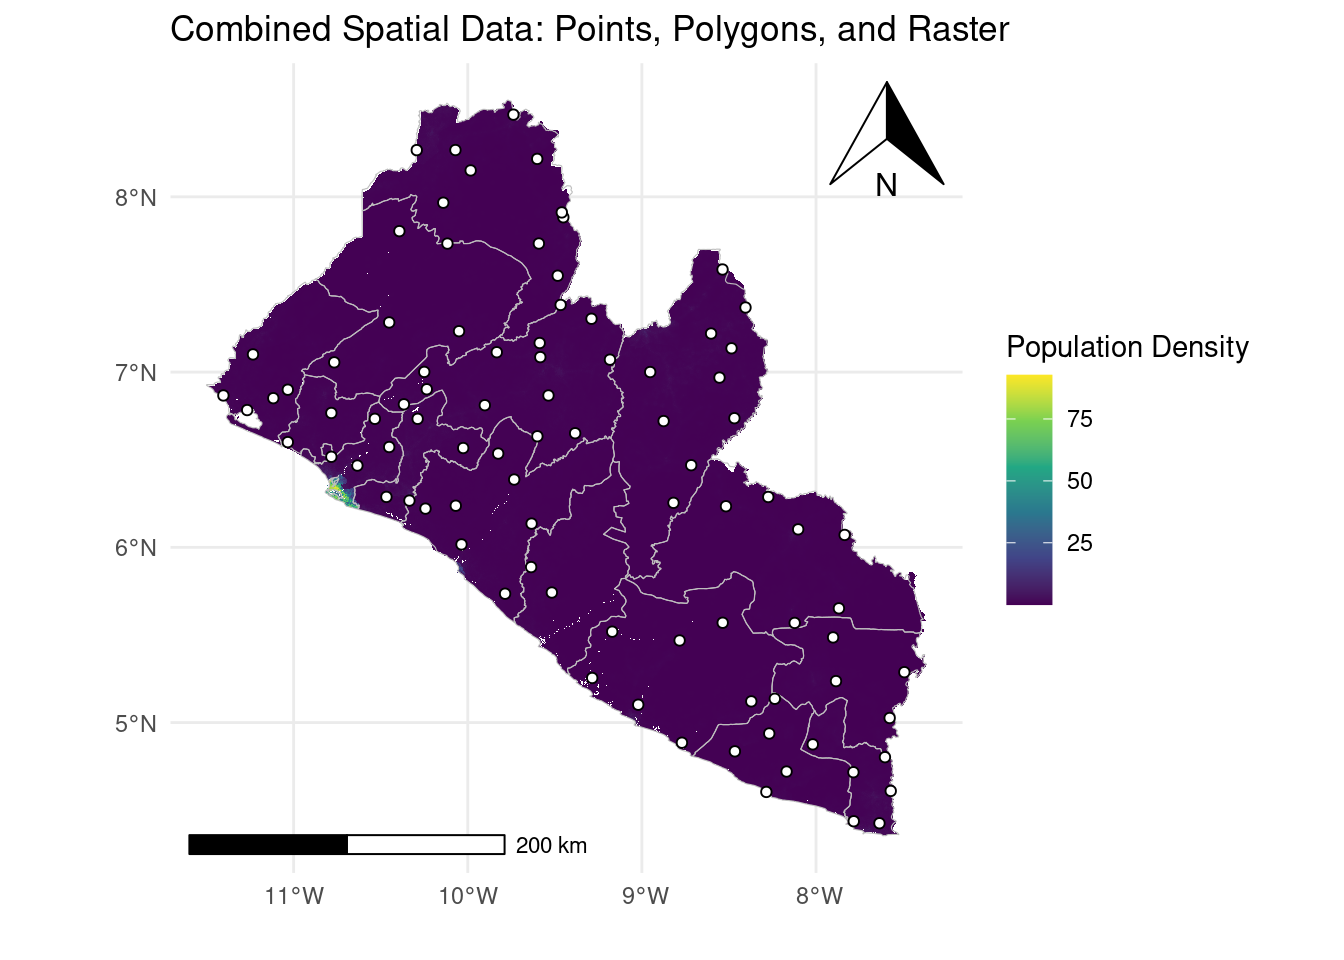 Combined Spatial Data: Points, Polygons, and Raster
N
8°N
7°N
6°N
5°N
Population Density
75
50
25
200 km
11°W
10°W
9°W
8°W